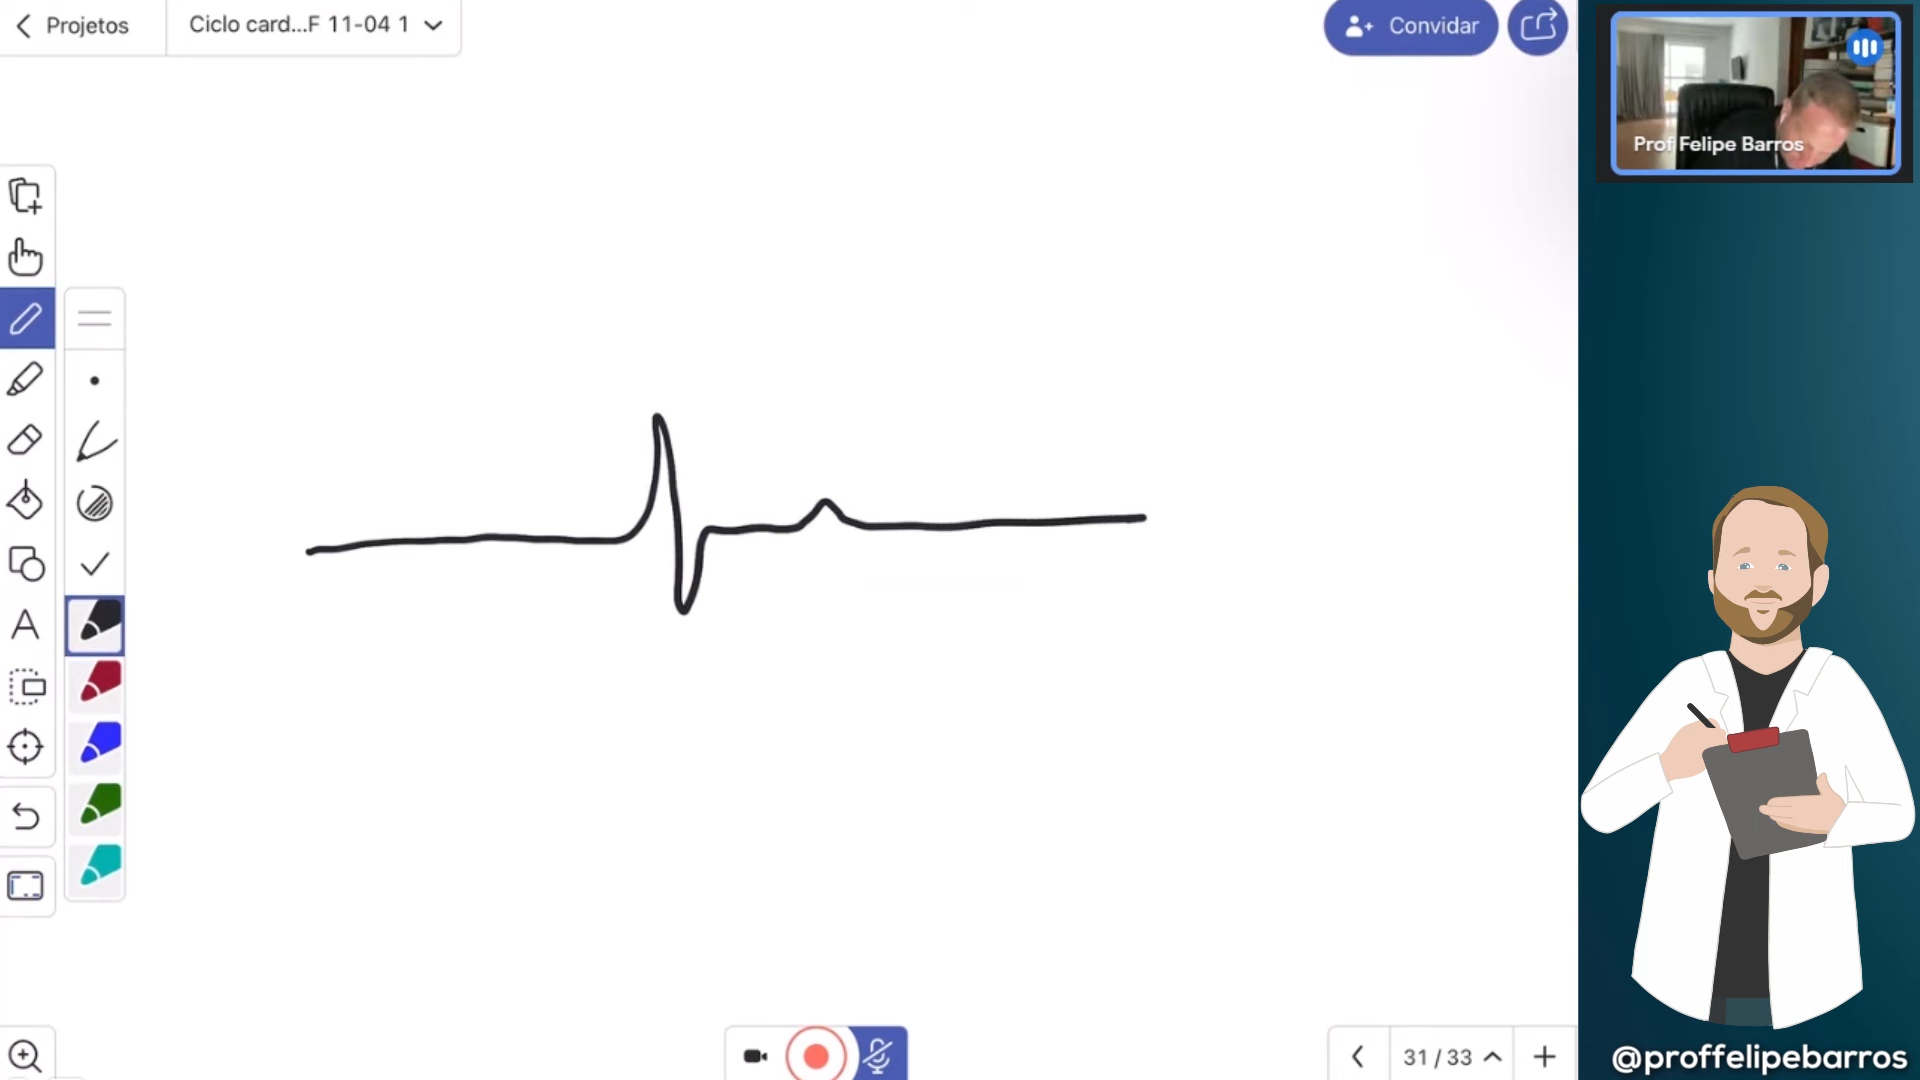 Projetos
Ciclo card...F 11-04 1
Convidar
Prof Felipe Barros
A
31 / 33
@proffelipebarros